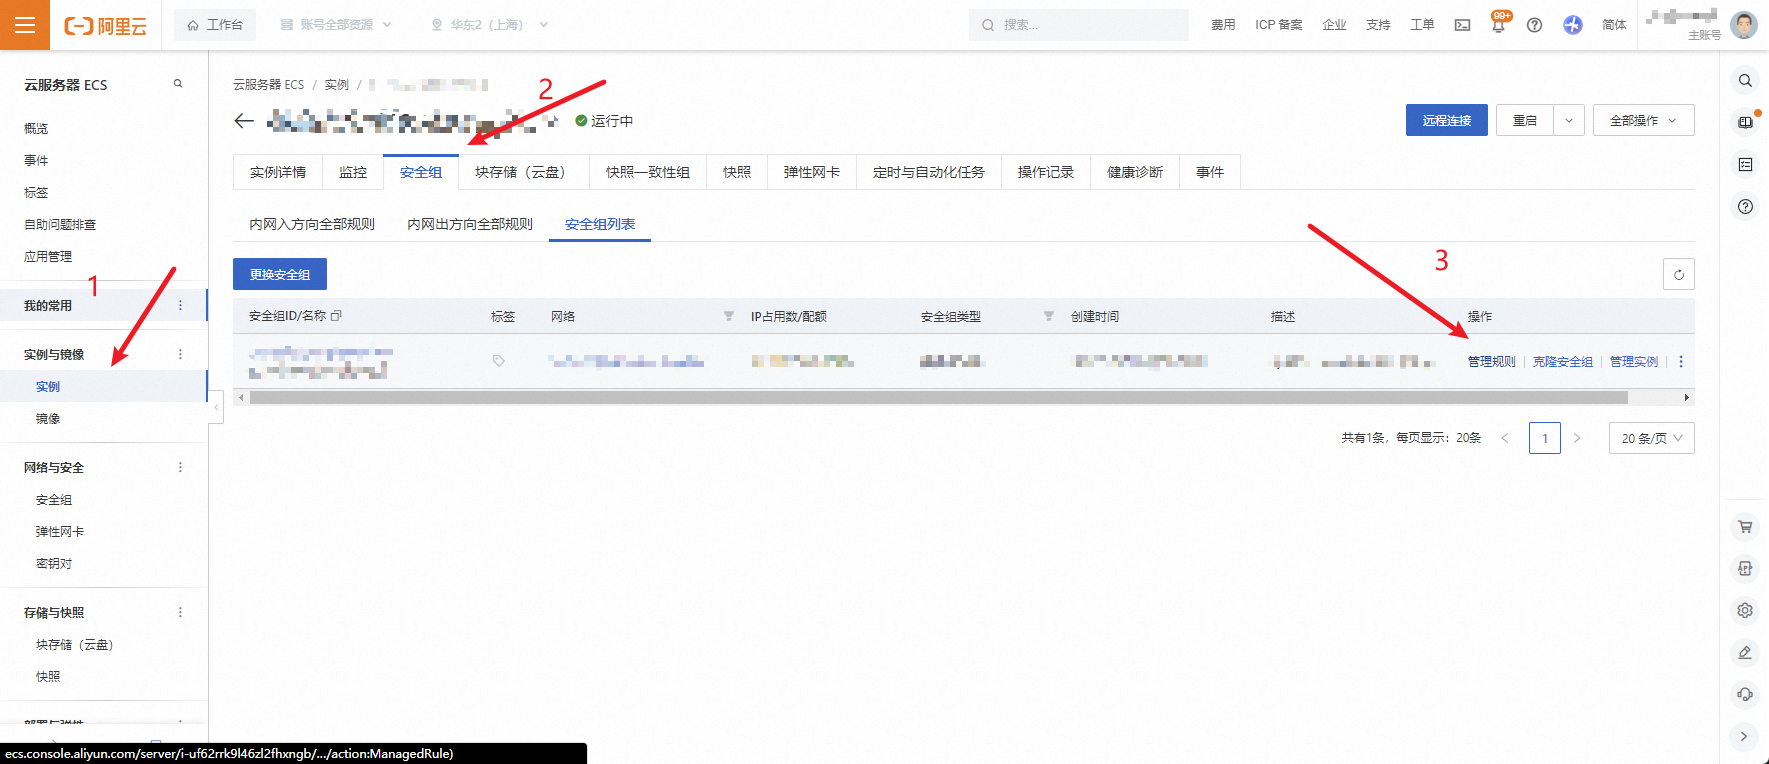 阿里云
工作台
账号全部资源
华东2（上海）
搜索...
费用
ICP 备案
企业
支持
工单
99+
简体
主账号
云服务器 ECS
概览
事件
标签
自助问题排查
应用管理
我的常用
实例与镜像
实例
镜像
网络与安全
安全组
弹性网卡
密钥对
存储与快照
块存储（云盘）
快照
部署与弹性
1
云服务器 ECS / 实例 /
运行中
2
远程连接
重启
全部操作
实例详情
监控
安全组
块存储（云盘）
快照一致性组
快照
弹性网卡
定时与自动化任务
操作记录
健康诊断
事件
内网入方向全部规则
内网出方向全部规则
安全组列表
3
更换安全组
安全组ID/名称
标签
网络
IP占用数/配额
安全组类型
创建时间
描述
操作
管理规则
克隆安全组
管理实例
共有1条，每页显示：20条
1
20 条/页
APP
ecs.console.aliyun.com/server/i-uf62rrk9l46zl2fhxngb/.../action:ManagedRule)